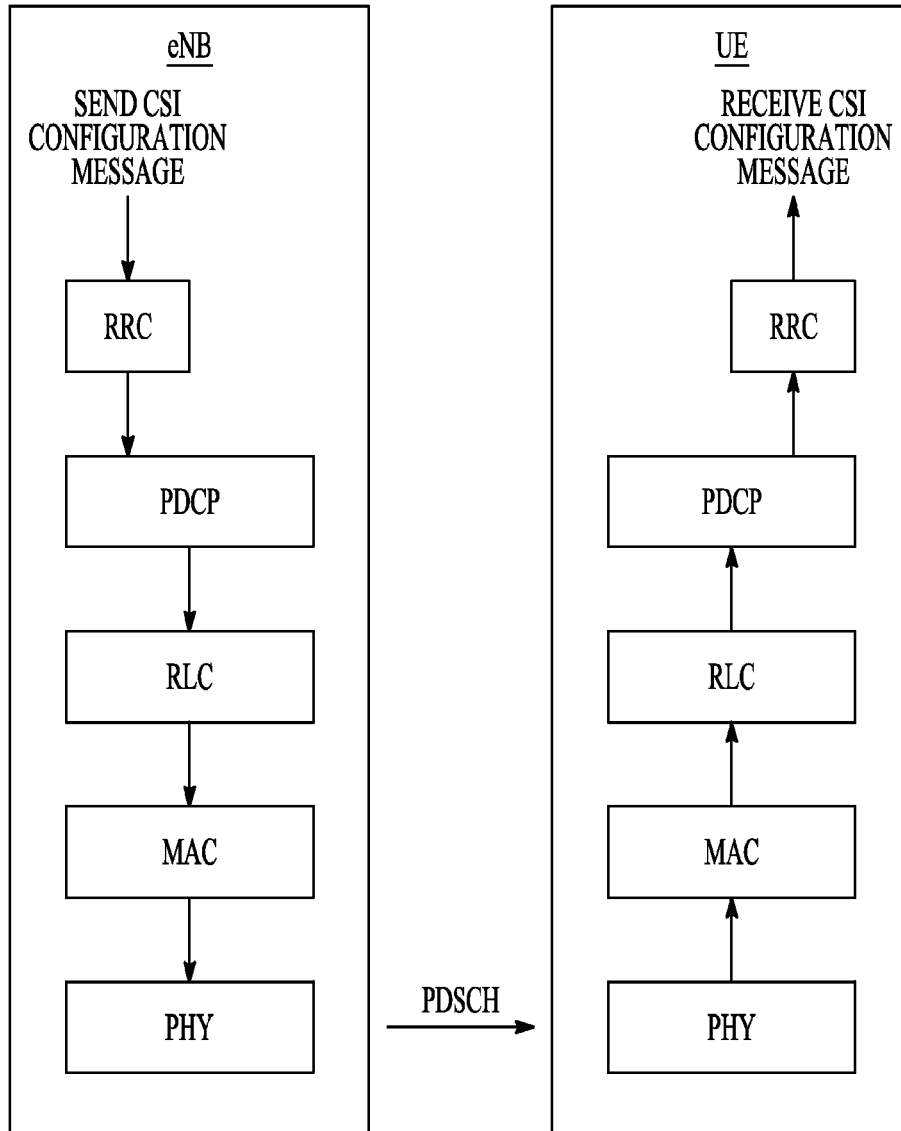 eNB
SEND CSI
CONFIGURATION
MESSAGE
RRC
PDCP
RLC
MAC
PHY
PDSCH
UE
RECEIVE CSI
CONFIGURATION
MESSAGE
RRC
PDCP
RLC
MAC
PHY